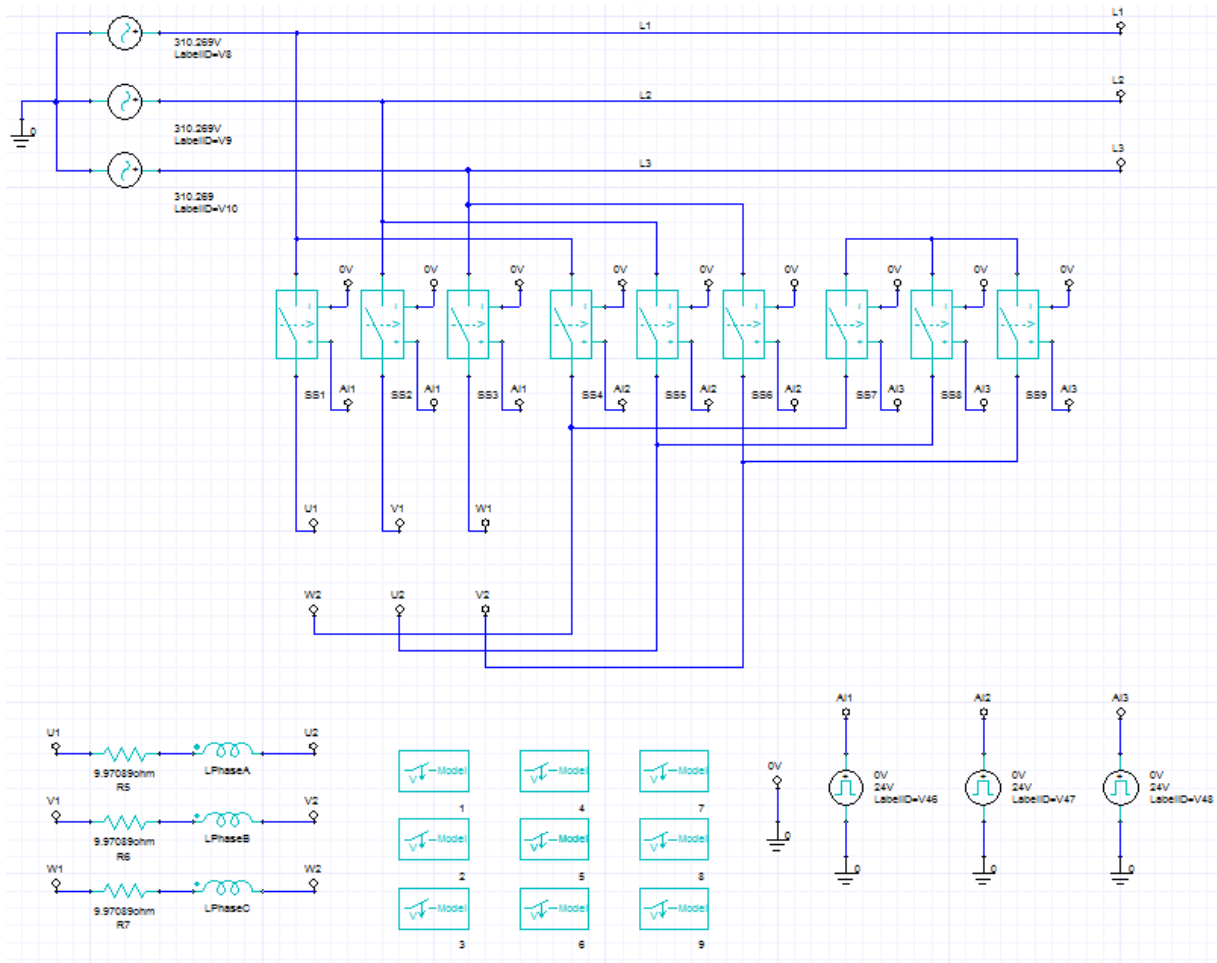 L1
L1
310.269V
LabelID=V8
L2
L2
310.269V
LabelID=V9
L3
L3
310.269
LabelID=V10
0
0V
0V
0V
0V
0V
0V
0V
0V
0V
SS1
AI1
SS2
AI1
SS3
AI1
SS4
AI2
SS5
AI2
SS6
AI2
SS7
AI3
SS8
AI3
SS9
AI3
U1
V1
W1
W2
U2
V2
AI1
AI2
AI3
U1
U2
9.97089ohm
R5
LPhaseA
V1
V2
9.97089ohm
R6
LPhaseB
W1
W2
9.97089ohm
R7
LPhaseC
Model
1
Model
4
Model
7
Model
2
Model
5
Model
8
Model
3
Model
6
Model
9
0V
0
0V
24V
LabelID=V46
0
0V
24V
LabelID=V47
0
0V
24V
LabelID=V48
0